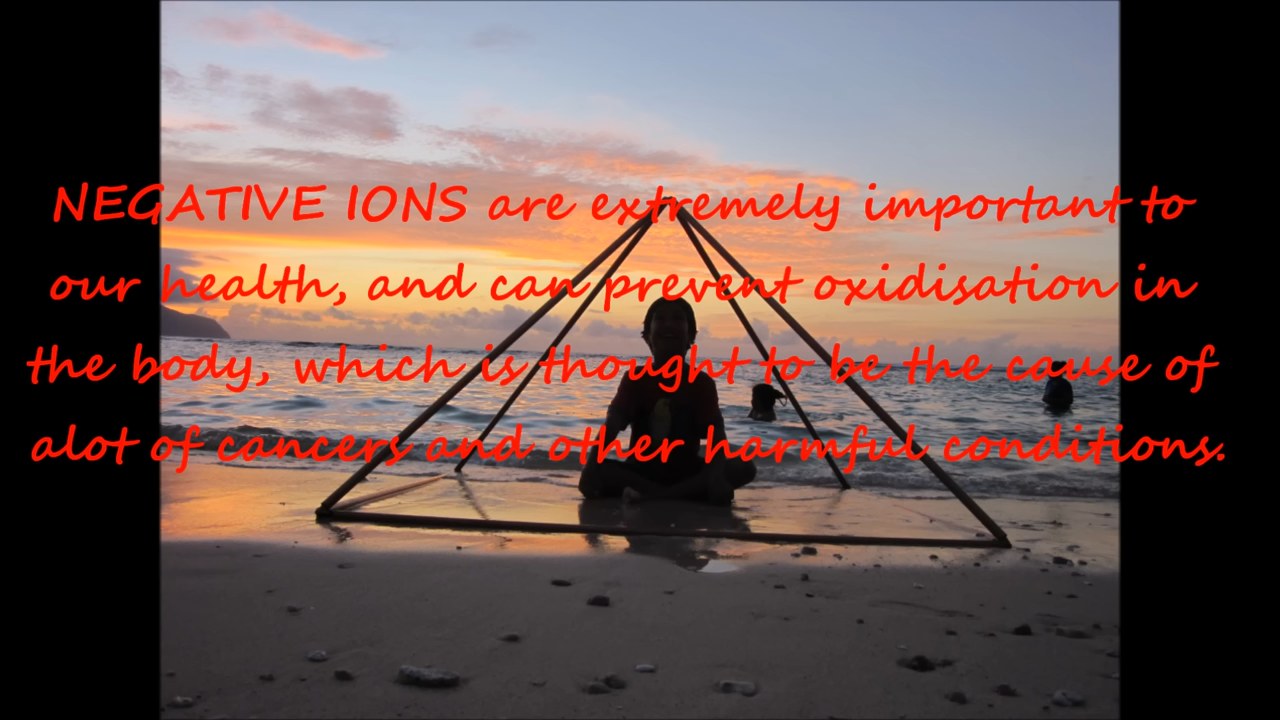 NEGATIVE IONS are extremely important to
our health, and can prevent oxidisation in
the body, which is thought to be the cause of
alot of cancers and other harmful conditions.